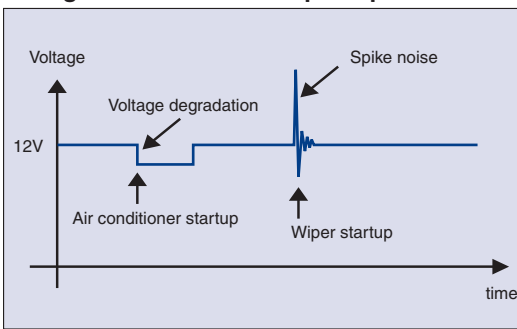 Voltage
Spike noise
Voltage degradation
12V
Air conditioner startup
Wiper startup
time